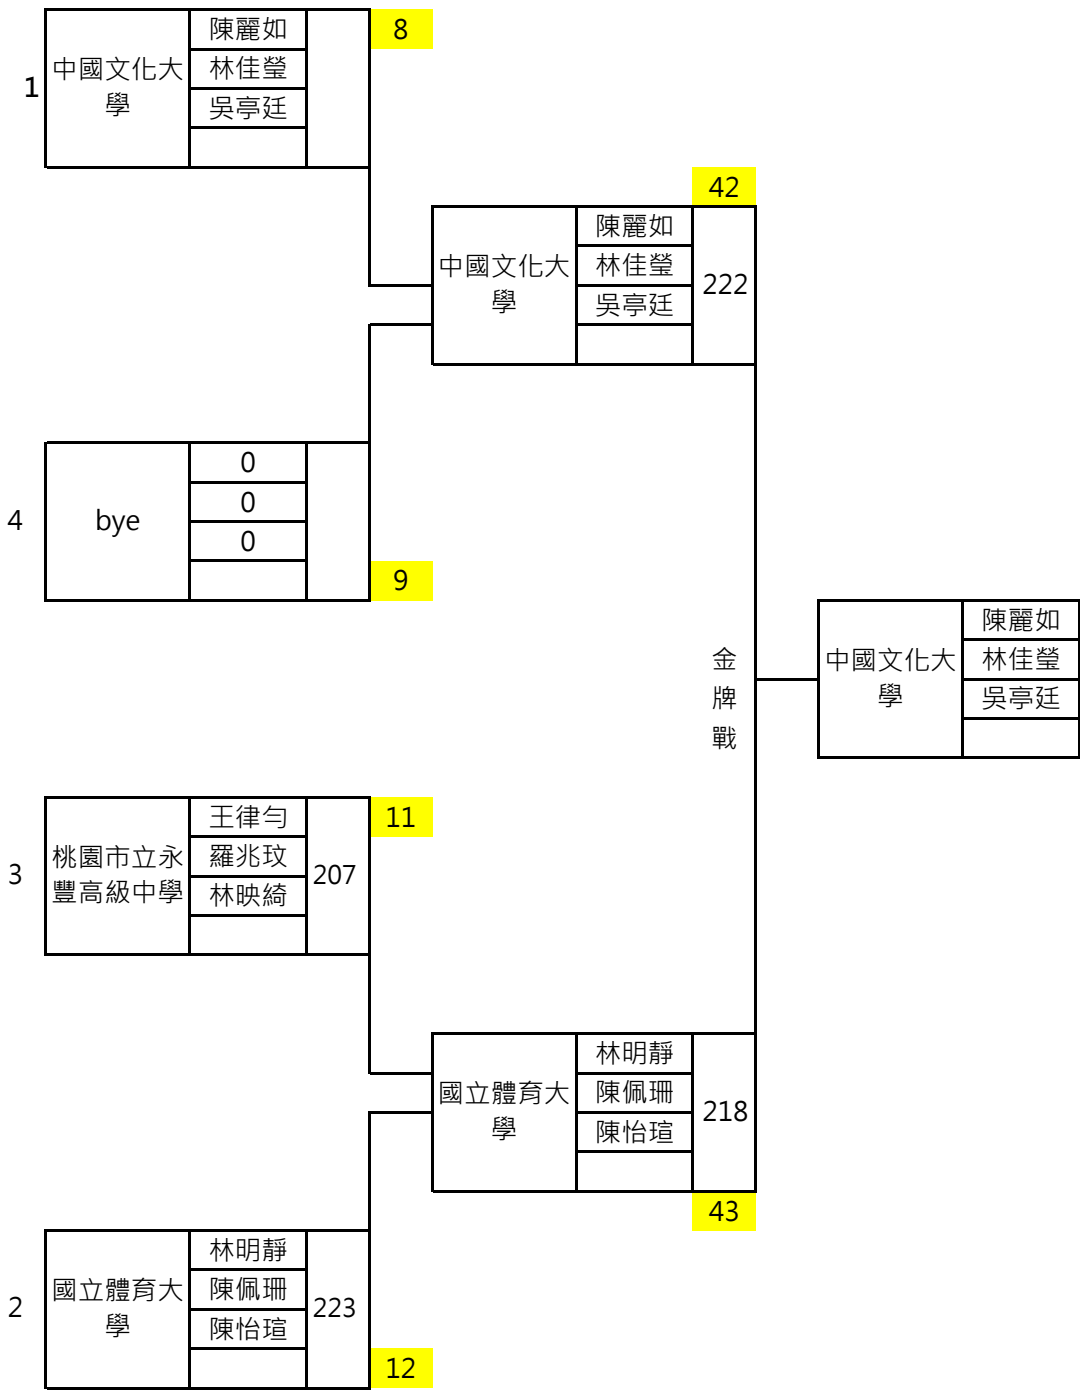 8
1
中國文化大
學
陳麗如
林佳瑩
吳亭廷
42
中國文化大
學
陳麗如
林佳瑩
吳亭廷
222
4
bye
0
0
0
9
金
牌
戰
中國文化大
學
陳麗如
林佳瑩
吳亭廷
11
3
桃園市立永
豐高級中學
王律勻
羅兆玟
林映綺
207
國立體育大
學
林明靜
陳佩珊
陳怡瑄
218
43
2
國立體育大
學
林明靜
陳佩珊
陳怡瑄
223
12